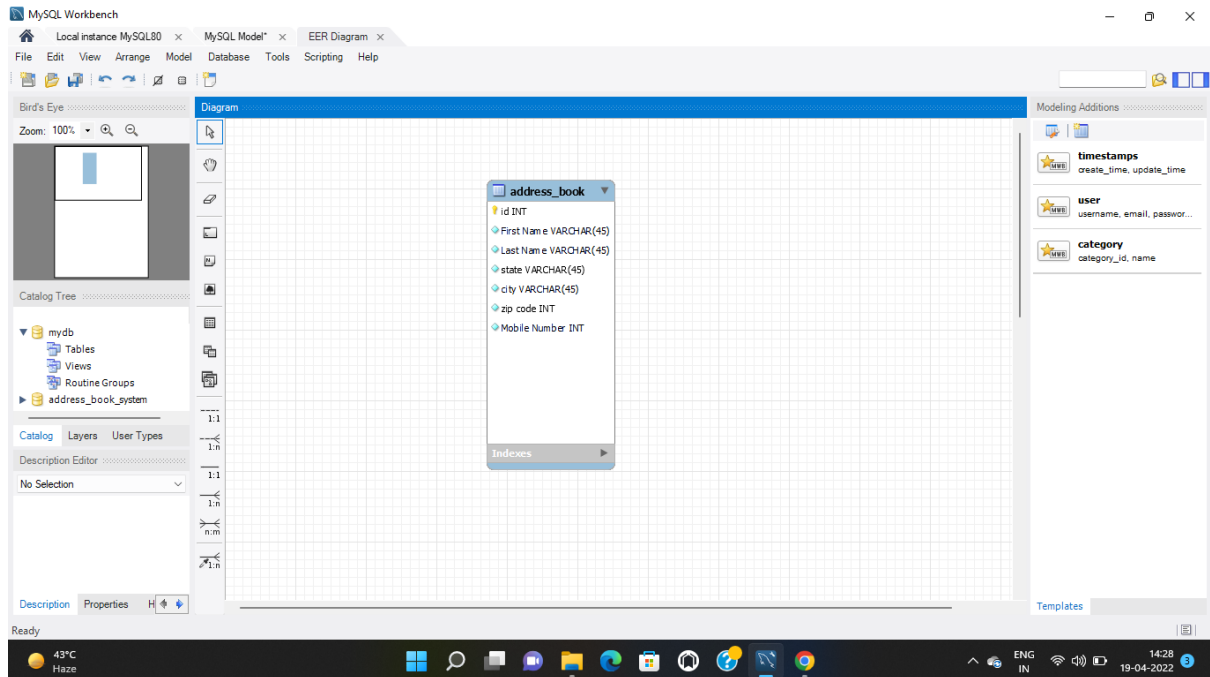 MySQL Workbench
Local instance MySQL80 × MySQL Model* × EER Diagram ×
File Edit View Arrange Model Database Tools Scripting Help
Bird's Eye
Zoom: 100%
Diagram
Modeling Additions
timestamps
create_time, update_time
user
username, email, passwor...
category
category_id, name
address_book
id INT
First Name VARCHAR(45)
Last Name VARCHAR(45)
state VARCHAR(45)
city VARCHAR(45)
zip code INT
Mobile Number INT
Indexes
Catalog Tree
mydb
Tables
Views
Routine Groups
address_book_system
Catalog Layers User Types
Description Editor
No Selection
1:1
1:n
1:1
1:n
n:m
1:n
Description Properties H
Templates
Ready
43°C
Haze
ENG
IN
14:28
19-04-2022
3